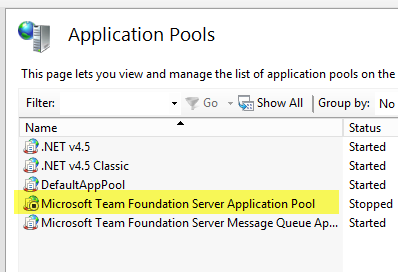 Application Pools
This page lets you view and manage the list of application pools on the
Filter: Go Show All Group by: No
Name Status
.NET v4.5 Started
.NET v4.5 Classic Started
DefaultAppPool Started
Microsoft Team Foundation Server Application Pool Stopped
Microsoft Team Foundation Server Message Queue Ap... Started